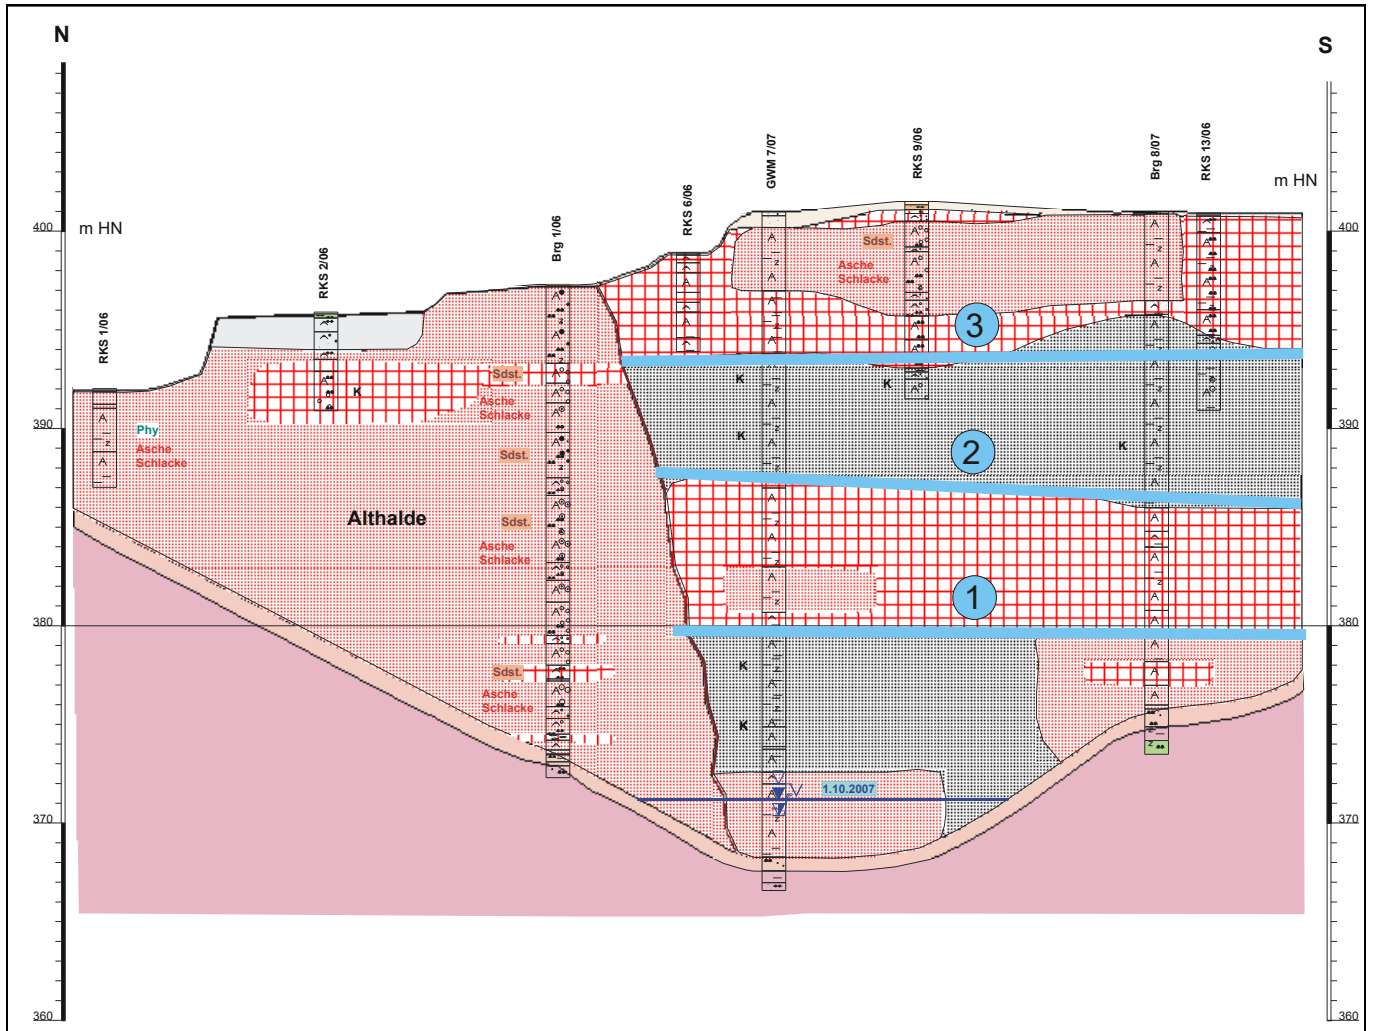 N
S
m HN
m HN
400
390
380
370
360
400
390
380
370
360
RKS 1/06
RKS 2/06
Brg 1/06
RKS 6/06
GWM 7/07
RKS 9/06
Brg 8/07
RKS 13/06
Sdst.
Asche
Schlacke
3
Sdst.
K
Asche
Schlacke
K
K
Phy
Asche
Schlacke
Sdst.
K
2
K
Althalde
Sdst.
Asche
Schlacke
1
Sdst.
Asche
Schlacke
K
K
1.10.2007